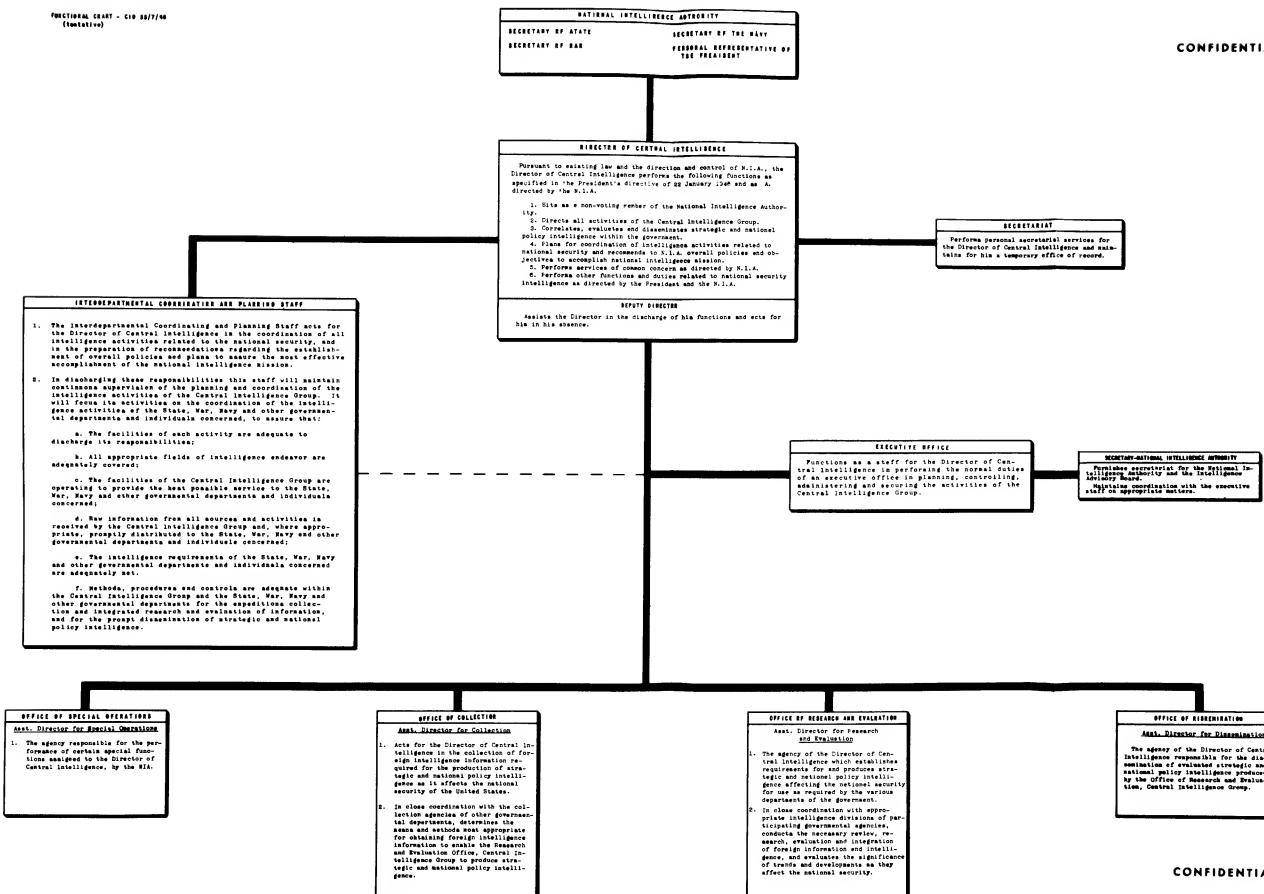 FUNCTIONAL CHART - CIG 22/7/46
(tentative)
CONFIDENTIA
NATIONAL INTELLIGENCE AUTHORITY
SECRETARY OF STATE
SECRETARY OF THE NAVY
SECRETARY OF WAR
PERSONAL REPRESENTATIVE OF
THE PRESIDENT
DIRECTOR OF CENTRAL INTELLIGENCE
Pursuant to existing law and the direction and control of N.I.A., the
Director of Central Intelligence performs the following functions as
specified in the President's directive of 22 January 1946 and as A.
directed by the N.I.A.
1. Sits as a non-voting member of the National Intelligence Author-
ity.
2. Directs all activities of the Central Intelligence Group.
3. Correlates, evaluates and disseminates strategic and national
policy intelligence within the government.
4. Plans for coordination of intelligence activities related to
national security and recommends to N.I.A. overall policies and ob-
jectives to accomplish national intelligence mission.
5. Performs services of common concern as directed by N.I.A.
6. Performs other functions and duties related to national security
intelligence as directed by the President and the N.I.A.
DEPUTY DIRECTOR
Assists the Director in the discharge of his functions and acts for
him in his absence.
SECRETARIAT
Performs personal secretarial services for
the Director of Central Intelligence and main-
tains for him a temporary office of record.
INTERDEPARTMENTAL COORDINATING AND PLANNING STAFF
1. The Interdepartmental Coordinating and Planning Staff acts for
the Director of Central Intelligence in the coordination of all
intelligence activities related to the national security, and
in the preparation of recommendations regarding the establish-
ment of overall policies and plans to assure the most effective
accomplishment of the national intelligence mission.
2. In discharging these responsibilities this staff will maintain
continuous supervision of the planning and coordination of the
intelligence activities of the Central Intelligence Group. It
will focus its activities on the coordination of the intelli-
gence activities of the State, War, Navy and other governmen-
tal departments and individuals concerned, to assure that:
a. The facilities of each activity are adequate to
discharge its responsibilities;
b. All appropriate fields of intelligence endeavor are
adequately covered;
c. The facilities of the Central Intelligence Group are
operating to provide the best possible service to the State,
War, Navy and other governmental departments and individuals
concerned;
d. Raw information from all sources and activities is
received by the Central Intelligence Group and, where appro-
priate, promptly distributed to the State, War, Navy and other
governmental departments and individuals concerned;
e. The intelligence requirements of the State, War, Navy
and other governmental departments and individuals concerned
are adequately met.
f. Methods, procedures and controls are adequate within
the Central Intelligence Group and the State, War, Navy and
other governmental departments for the expeditious collec-
tion and integrated research and evaluation of information,
and for the prompt dissemination of strategic and national
policy intelligence.
EXECUTIVE OFFICE
Functions as a staff for the Director of Cen-
tral Intelligence in performing the normal duties
of an executive office in planning, controlling,
administering and securing the activities of the
Central Intelligence Group.
SECRETARY-NATIONAL INTELLIGENCE AUTHORITY
Furnishes secretariat for the National In-
telligence Authority and the Intelligence
Advisory Board.
Maintains coordination with the executive
staff on appropriate matters.
OFFICE OF SPECIAL OPERATIONS
Asst. Director for Special Operations
1. The agency responsible for the per-
formance of certain special func-
tions assigned to the Director of
Central Intelligence, by the NIA.
OFFICE OF COLLECTION
Asst. Director for Collection
1. Acts for the Director of Central In-
telligence in the collection of for-
eign intelligence information re-
quired for the production of stra-
tegic and national policy intelli-
gence as it affects the national
security of the United States.
2. In close coordination with the col-
lection agencies of other governmen-
tal departments, determines the
means and methods most appropriate
for obtaining foreign intelligence
information to enable the Research
and Evaluation Office, Central In-
telligence Group to produce stra-
tegic and national policy intelli-
gence.
OFFICE OF RESEARCH AND EVALUATION
Asst. Director for Research
and Evaluation
1. The agency of the Director of Cen-
tral Intelligence which establishes
requirements for and produces stra-
tegic and national policy intelli-
gence affecting the national security
for use as required by the various
departments of the government.
2. In close coordination with appro-
priate intelligence divisions of par-
ticipating governmental agencies,
conducts the necessary review, re-
search, evaluation and integration
of foreign information and intelli-
gence, and evaluates the significance
of trends and developments as they
affect the national security.
OFFICE OF DISSEMINATION
Asst. Director for Dissemination
The agency of the Director of Centr
Intelligence responsible for the dis-
semination of evaluated strategic and
national policy intelligence produce
by the Office of Research and Evalua-
tion, Central Intelligence Group.
CONFIDENTIA